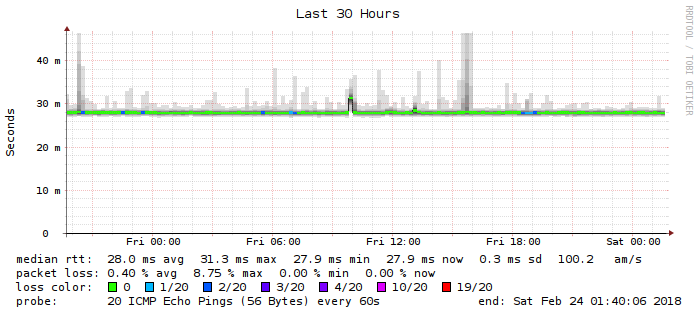 Last 30 Hours
RRDTOOL / TOBI OETIKER
Seconds
40 m
30 m
20 m
10 m
0
Fri 00:00 Fri 06:00 Fri 12:00 Fri 18:00 Sat 00:00
median rtt: 28.0 ms avg 31.3 ms max 27.9 ms min 27.9 ms now 0.3 ms sd 100.2 am/s
packet loss: 0.40 % avg 8.75 % max 0.00 % min 0.00 % now
loss color: 0 1/20 2/20 3/20 4/20 10/20 19/20
probe: 20 ICMP Echo Pings (56 Bytes) every 60s end: Sat Feb 24 01:40:06 2018